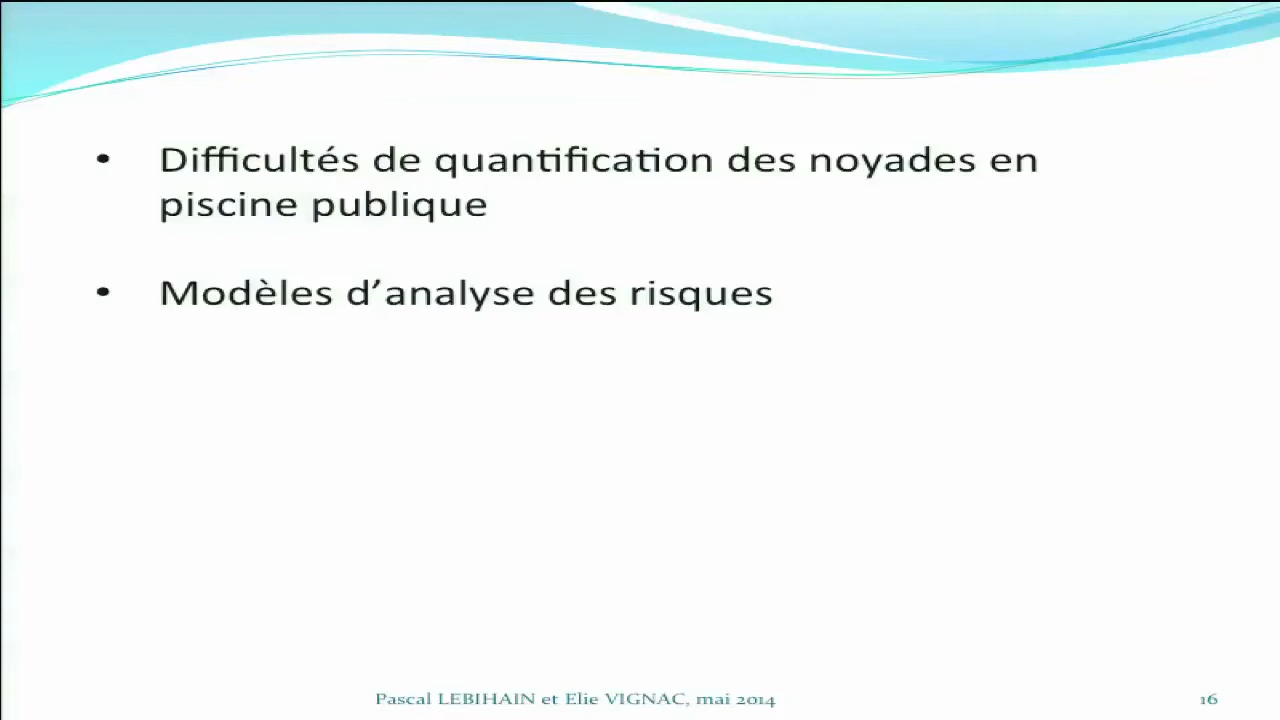 • Difficultés de quantification des noyades en
piscine publique
• Modèles d’analyse des risques
Pascal LEBIHAIN et Elie VIGNAC, mai 2014
16